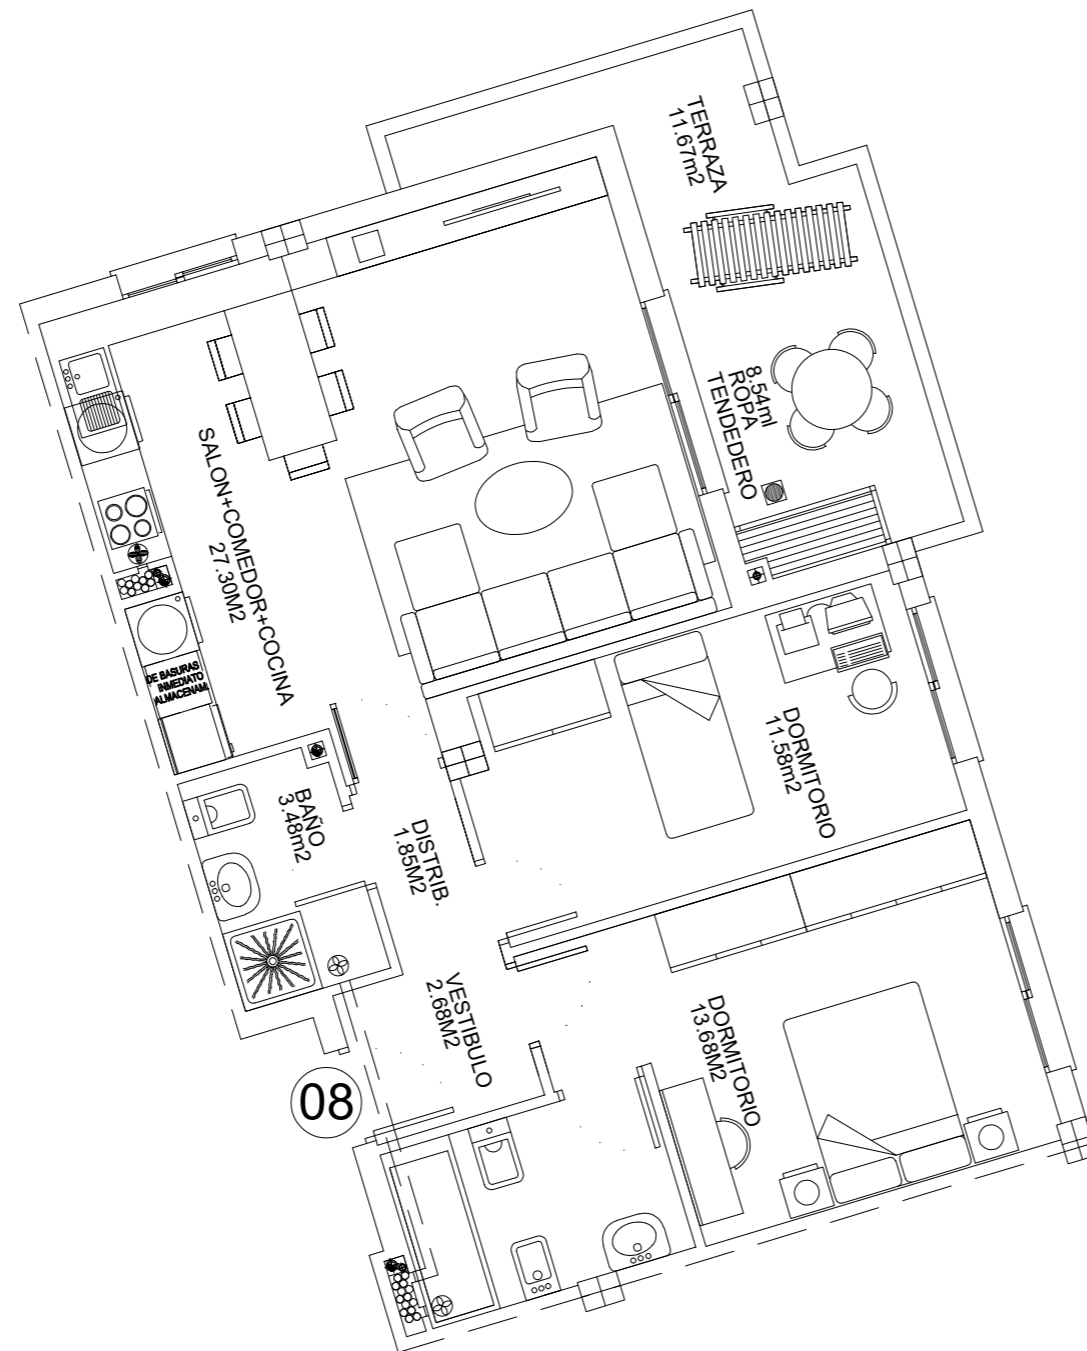 TERRAZA
11.67m2
8.54ml
ROPA
TENDEDERO
SALON+COMEDOR+COCINA
27.30M2
DE BASURAS
INMEDIATO
ALMACENAM.
DORMITORIO
11.58m2
BAÑO
3.48m2
DISTRIB.
1.85M2
VESTIBULO
2.68M2
DORMITORIO
13.68M2
08